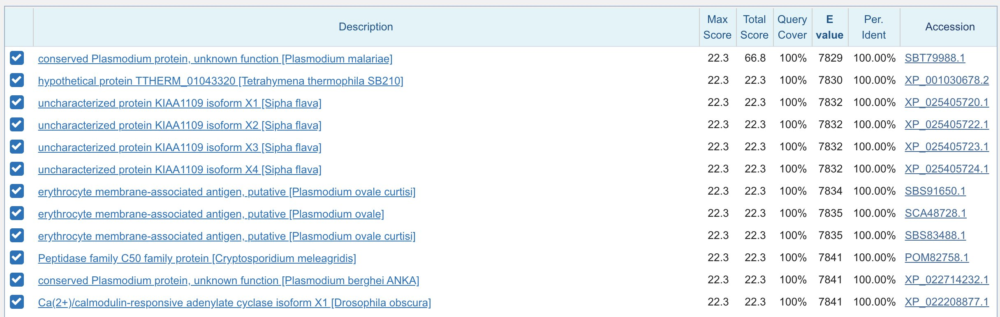 Description Max Score Total Score Query Cover E value Per. Ident Accession
conserved Plasmodium protein, unknown function [Plasmodium malariae] 22.3 66.8 100% 7829 100.00% SBT79988.1
hypothetical protein TTHERM_01043320 [Tetrahymena thermophila SB210] 22.3 22.3 100% 7830 100.00% XP_001030678.2
uncharacterized protein KIAA1109 isoform X1 [Sipha flava] 22.3 22.3 100% 7832 100.00% XP_025405720.1
uncharacterized protein KIAA1109 isoform X2 [Sipha flava] 22.3 22.3 100% 7832 100.00% XP_025405722.1
uncharacterized protein KIAA1109 isoform X3 [Sipha flava] 22.3 22.3 100% 7832 100.00% XP_025405723.1
uncharacterized protein KIAA1109 isoform X4 [Sipha flava] 22.3 22.3 100% 7832 100.00% XP_025405724.1
erythrocyte membrane-associated antigen, putative [Plasmodium ovale curtisi] 22.3 22.3 100% 7834 100.00% SBS91650.1
erythrocyte membrane-associated antigen, putative [Plasmodium ovale] 22.3 22.3 100% 7835 100.00% SCA48728.1
erythrocyte membrane-associated antigen, putative [Plasmodium ovale curtisi] 22.3 22.3 100% 7835 100.00% SBS83488.1
Peptidase family C50 family protein [Cryptosporidium meleagridis] 22.3 22.3 100% 7841 100.00% POM82758.1
conserved Plasmodium protein, unknown function [Plasmodium berghei ANKA] 22.3 22.3 100% 7841 100.00% XP_022714232.1
Ca(2+)/calmodulin-responsive adenylate cyclase isoform X1 [Drosophila obscura] 22.3 22.3 100% 7841 100.00% XP_022208877.1